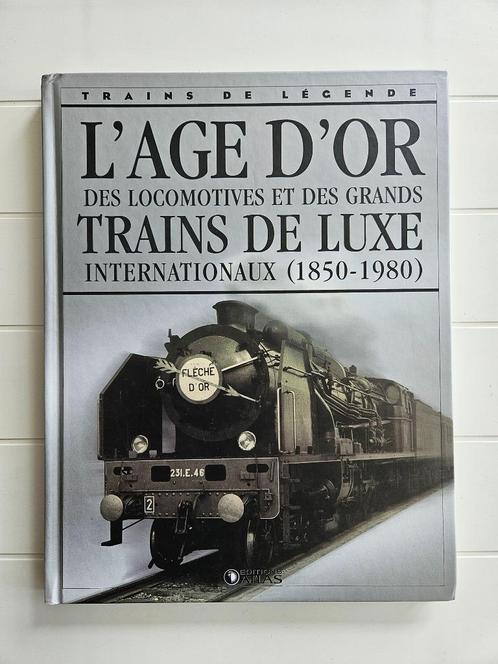 TRAINS DE LÉGENDE
L'AGE D'OR
DES LOCOMOTIVES ET DES GRANDS
TRAINS DE LUXE
INTERNATIONAUX (1850-1980)
FLECHE
D'OR
231.E.46
2
EDITIONS
ATLAS